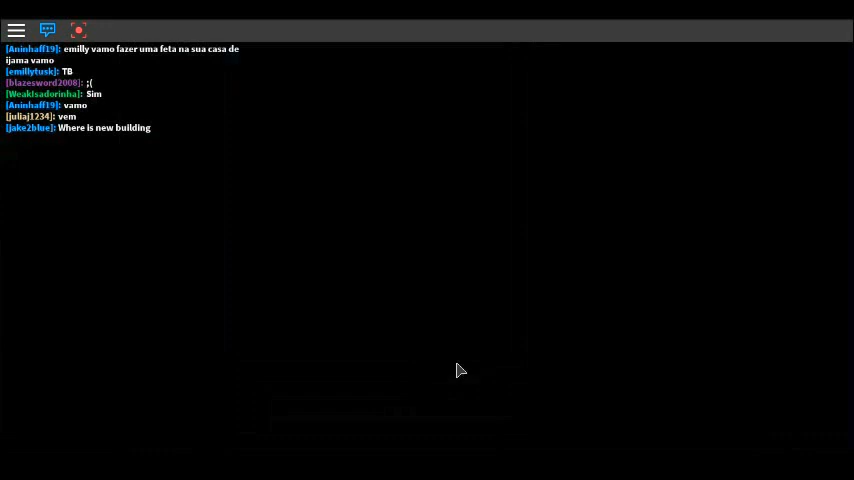 [Aninhaff19]: emilly vamo fazer uma feta na sua casa de
ijama vamo
[emillytusk]: TB
[blazesword2008]: ;(
[WeakIsadorinha]: Sim
[Aninhaff19]: vamo
[juliaj1234]: vem
[jake2blue]: Where is new building